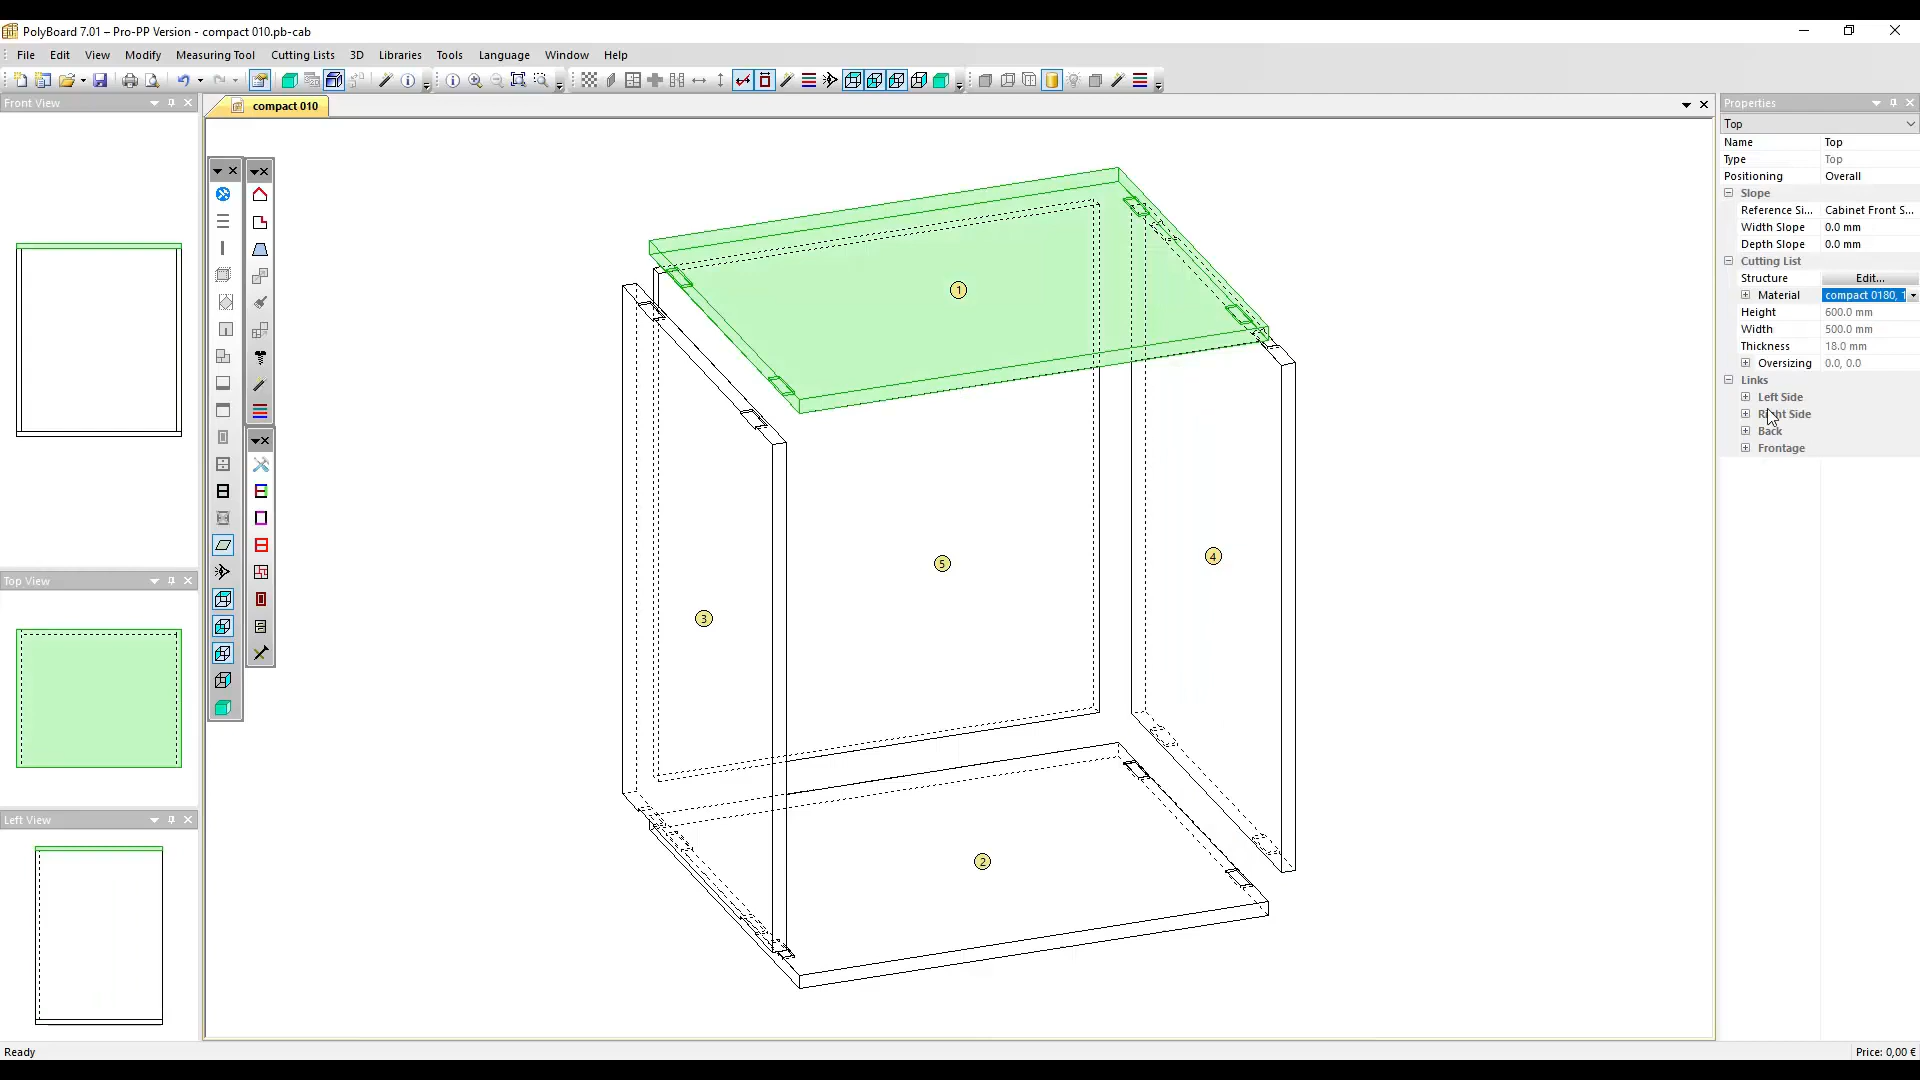 PolyBoard 7.01 – Pro-PP Version - compact 010.pb-cab
File Edit View Modify Measuring Tool Cutting Lists 3D Libraries Tools Language Window Help
Front View
compact 010
Properties
Top
Name Top
Type Top
Positioning Overall
Slope
Reference Si... Cabinet Front S...
Width Slope 0.0 mm
Depth Slope 0.0 mm
Cutting List
Structure Edit...
Material compact 0180, 1
Height 600.0 mm
Width 500.0 mm
Thickness 18.0 mm
Oversizing 0.0, 0.0
Links
Left Side
Right Side
Back
Frontage
1
5
4
3
2
Top View
Left View
Ready
Price: 0,00 €